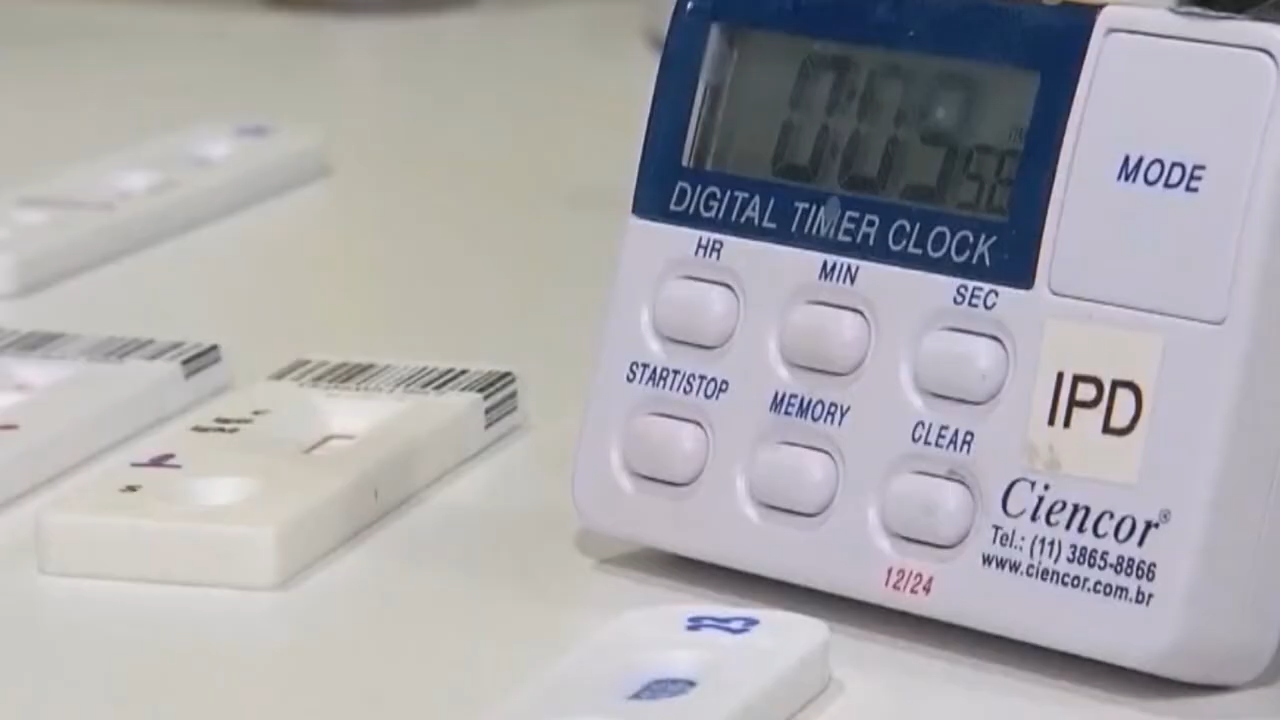 MODE
DIGITAL TIMER CLOCK
HR
MIN
SEC
START/STOP
MEMORY
CLEAR
IPD
Ciencor®
Tel.: (11) 3865-8866
www.ciencor.com.br
12/24
23